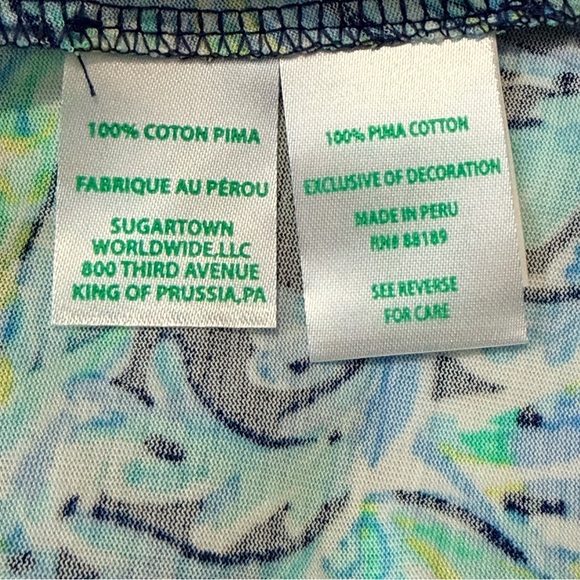 100% COTON PIMA
FABRIQUE AU PÉROU
SUGARTOWN
WORLDWIDE,LLC
800 THIRD AVENUE
KING OF PRUSSIA,PA
100% PIMA COTTON
EXCLUSIVE OF DECORATION
MADE IN PERU
RN# 88189
SEE REVERSE
FOR CARE